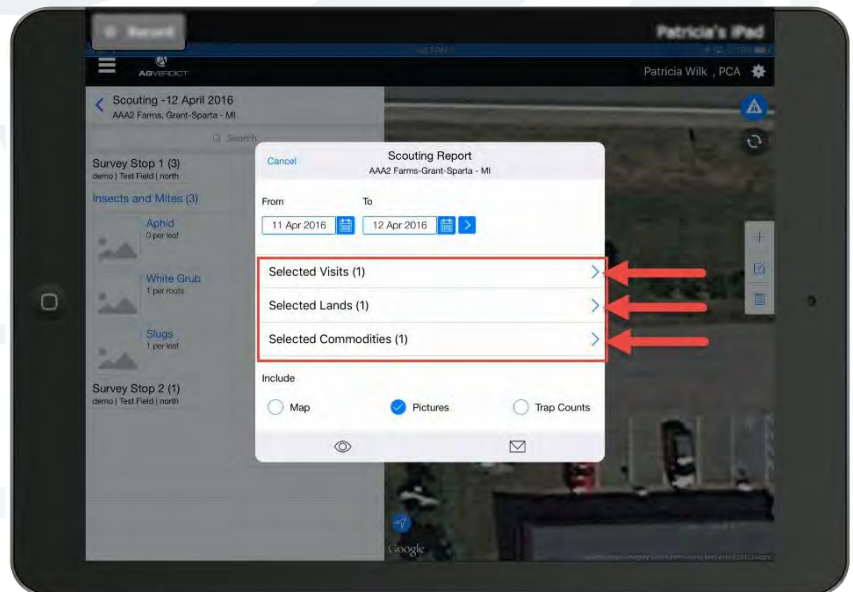 Record
Patricia's iPad
AGVERDICT
Patricia Wilk , PCA
Scouting -12 April 2016
AAA2 Farms, Grant-Sparta - MI
Search
Survey Stop 1 (3)
demo | Test Field | north
Insects and Mites (3)
Aphid
0 per leaf
White Grub
1 per roots
Slugs
1 per leaf
Survey Stop 2 (1)
demo | Test Field | north
Cancel
Scouting Report
AAA2 Farms-Grant-Sparta - MI
From To
11 Apr 2016 12 Apr 2016
Selected Visits (1)
Selected Lands (1)
Selected Commodities (1)
Include
Map Pictures Trap Counts
Google